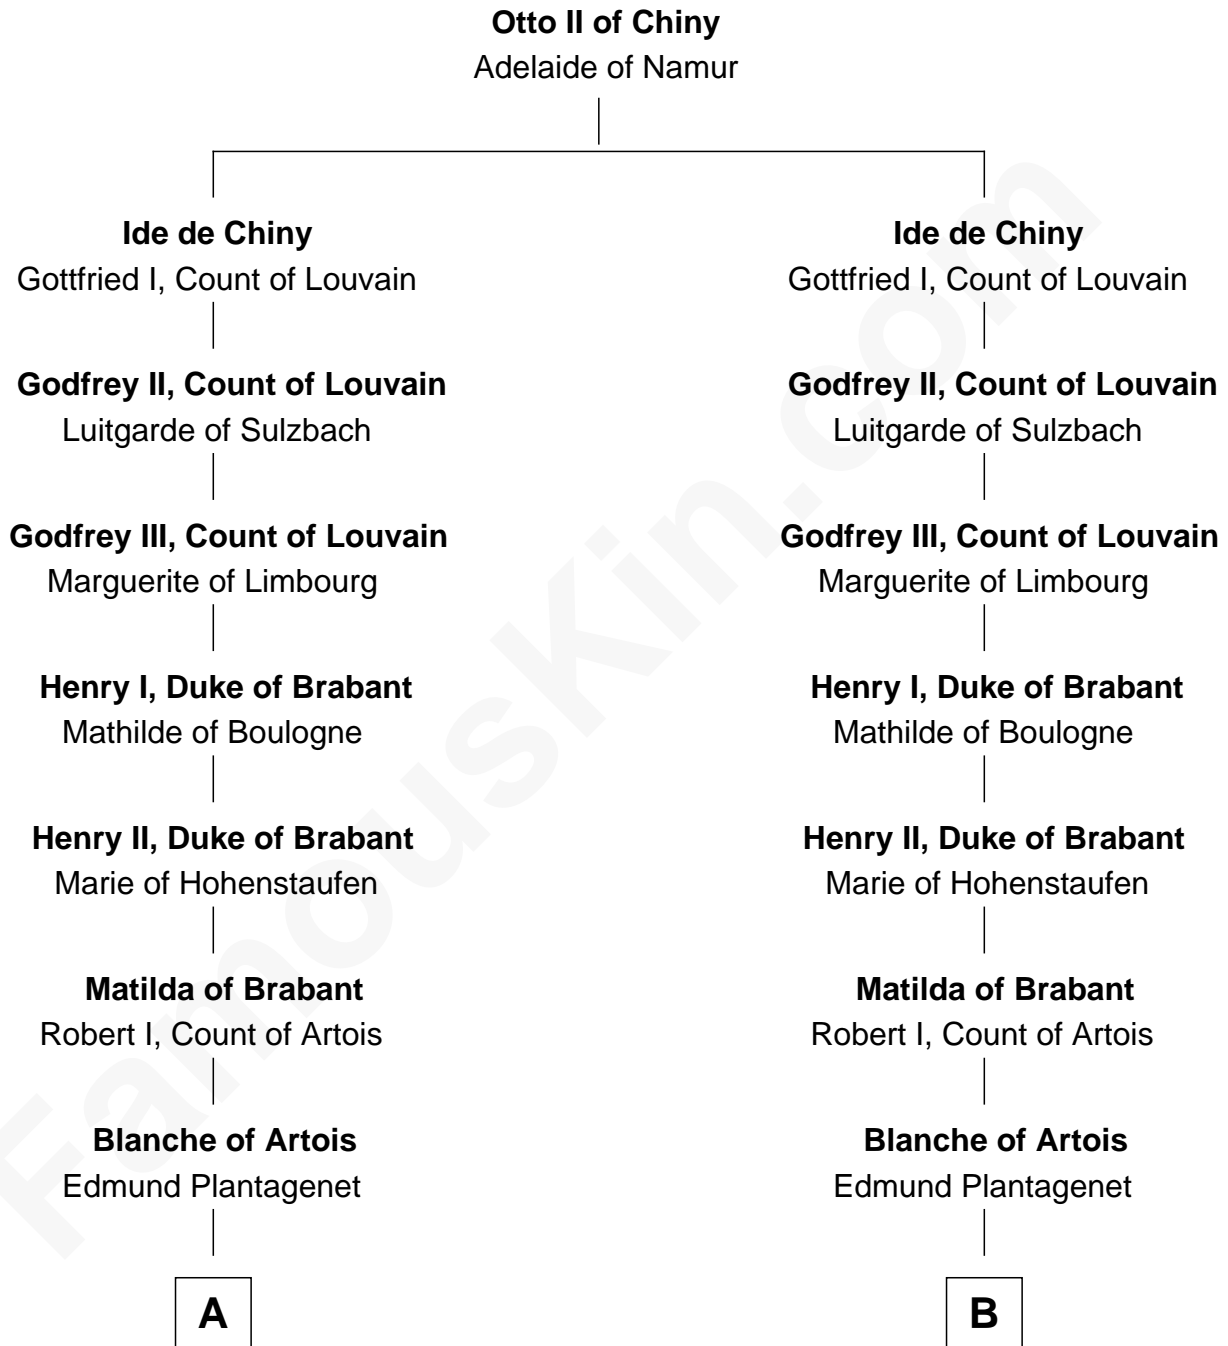 Otto II of Chiny
Adelaide of Namur
Ide de Chiny
Gottfried I, Count of Louvain
Ide de Chiny
Gottfried I, Count of Louvain
Godfrey II, Count of Louvain
Luitgarde of Sulzbach
Godfrey II, Count of Louvain
Luitgarde of Sulzbach
Godfrey III, Count of Louvain
Marguerite of Limbourg
Godfrey III, Count of Louvain
Marguerite of Limbourg
Henry I, Duke of Brabant
Mathilde of Boulogne
Henry I, Duke of Brabant
Mathilde of Boulogne
Henry II, Duke of Brabant
Marie of Hohenstaufen
Henry II, Duke of Brabant
Marie of Hohenstaufen
Matilda of Brabant
Robert I, Count of Artois
Matilda of Brabant
Robert I, Count of Artois
Blanche of Artois
Edmund Plantagenet
Blanche of Artois
Edmund Plantagenet
A
B
FamousKin.com